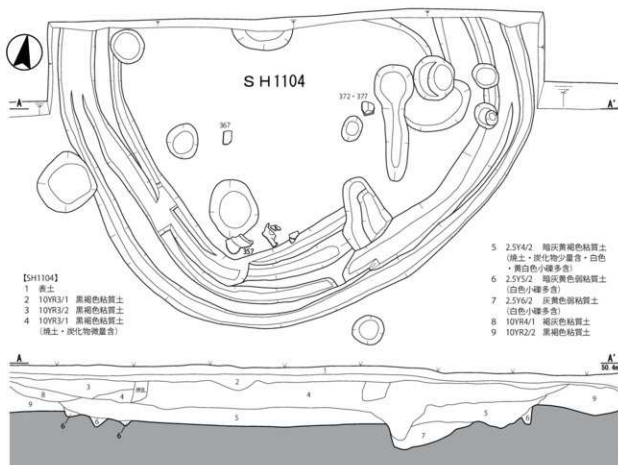 SH1104
A
A'
367
372・377
357
【SH1104】
1 表土
2 10YR3/1 黒褐色粘質土
3 10YR3/2 黒褐色粘質土
4 10YR3/1 黒褐色粘質土
(焼土・炭化物微量含)
5 2.5Y4/2 暗灰黄褐色粘質土
(焼土・炭化物少量含・白色
・黄白色小礫多含)
6 2.5Y5/2 暗灰黄色弱粘質土
(白色小礫多含)
7 2.5Y6/2 灰黄色弱粘質土
(白色小礫多含)
8 10YR4/1 褐灰色粘質土
9 10YR2/2 黒褐色粘質土
A
A'
50.4m
1
2
3
4
4
8
9
5
5
9
6
6
6
6
7